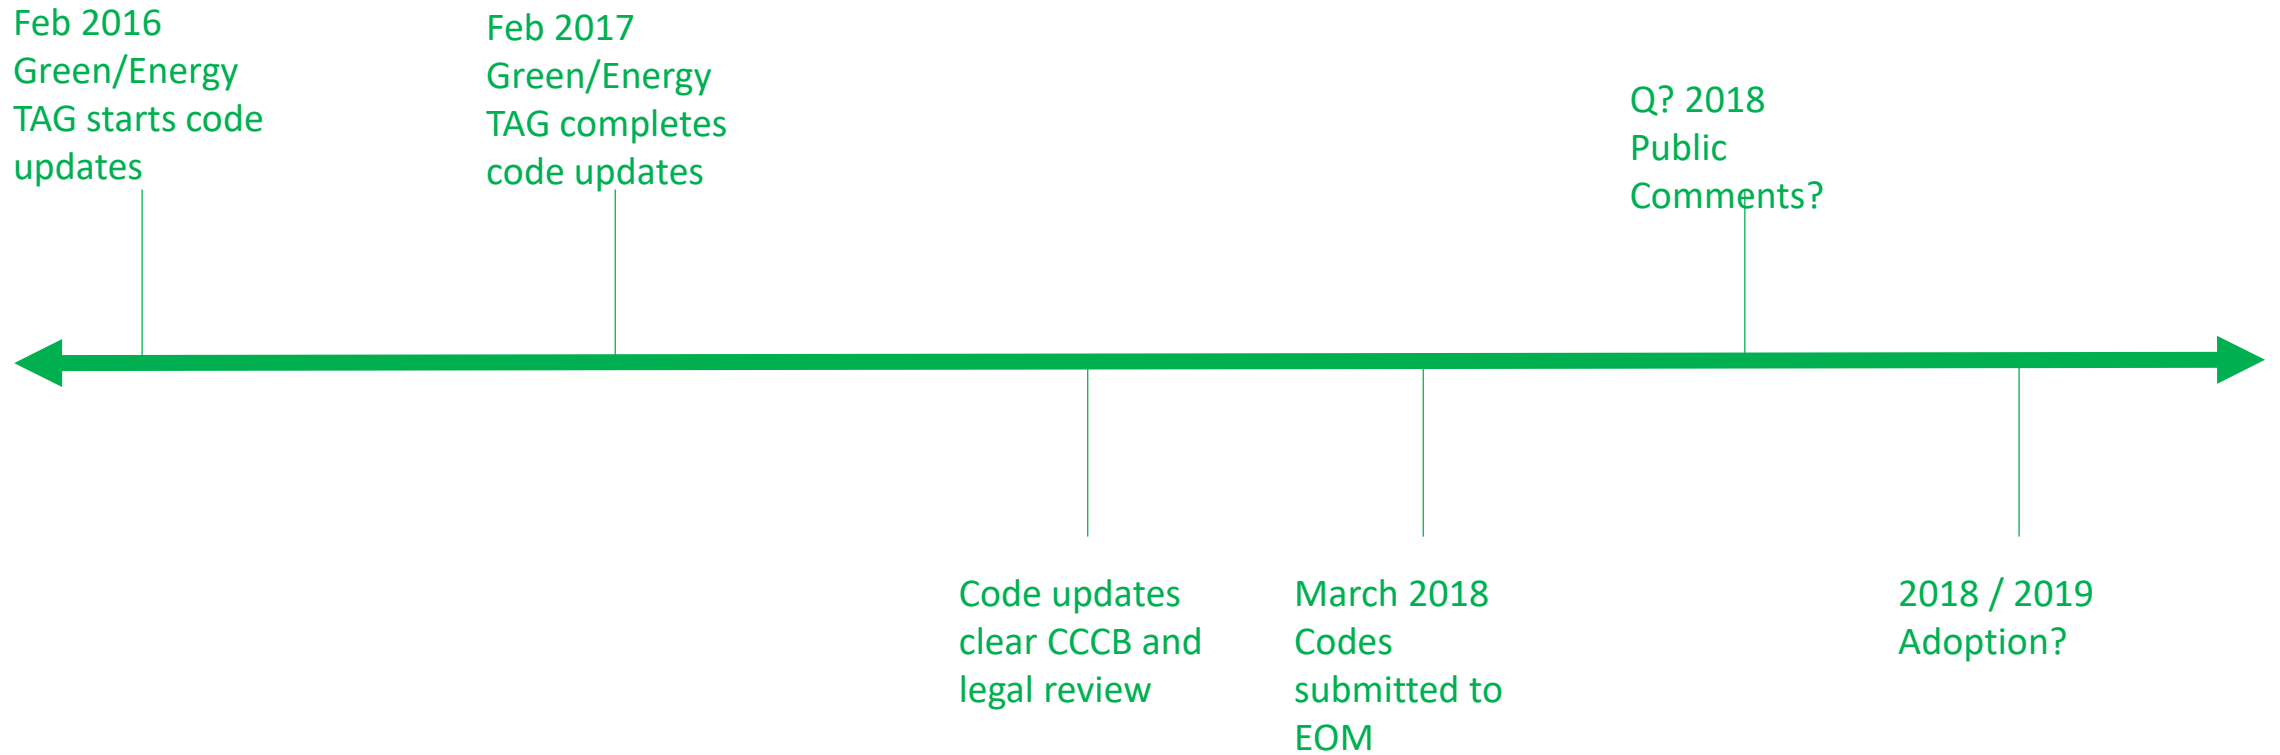 Feb 2016
Green/Energy
TAG starts code
updates
Feb 2017
Green/Energy
TAG completes
code updates
Q? 2018
Public
Comments?
Code updates
clear CCCB and
legal review
March 2018
Codes
submitted to
EOM
2018 / 2019
Adoption?